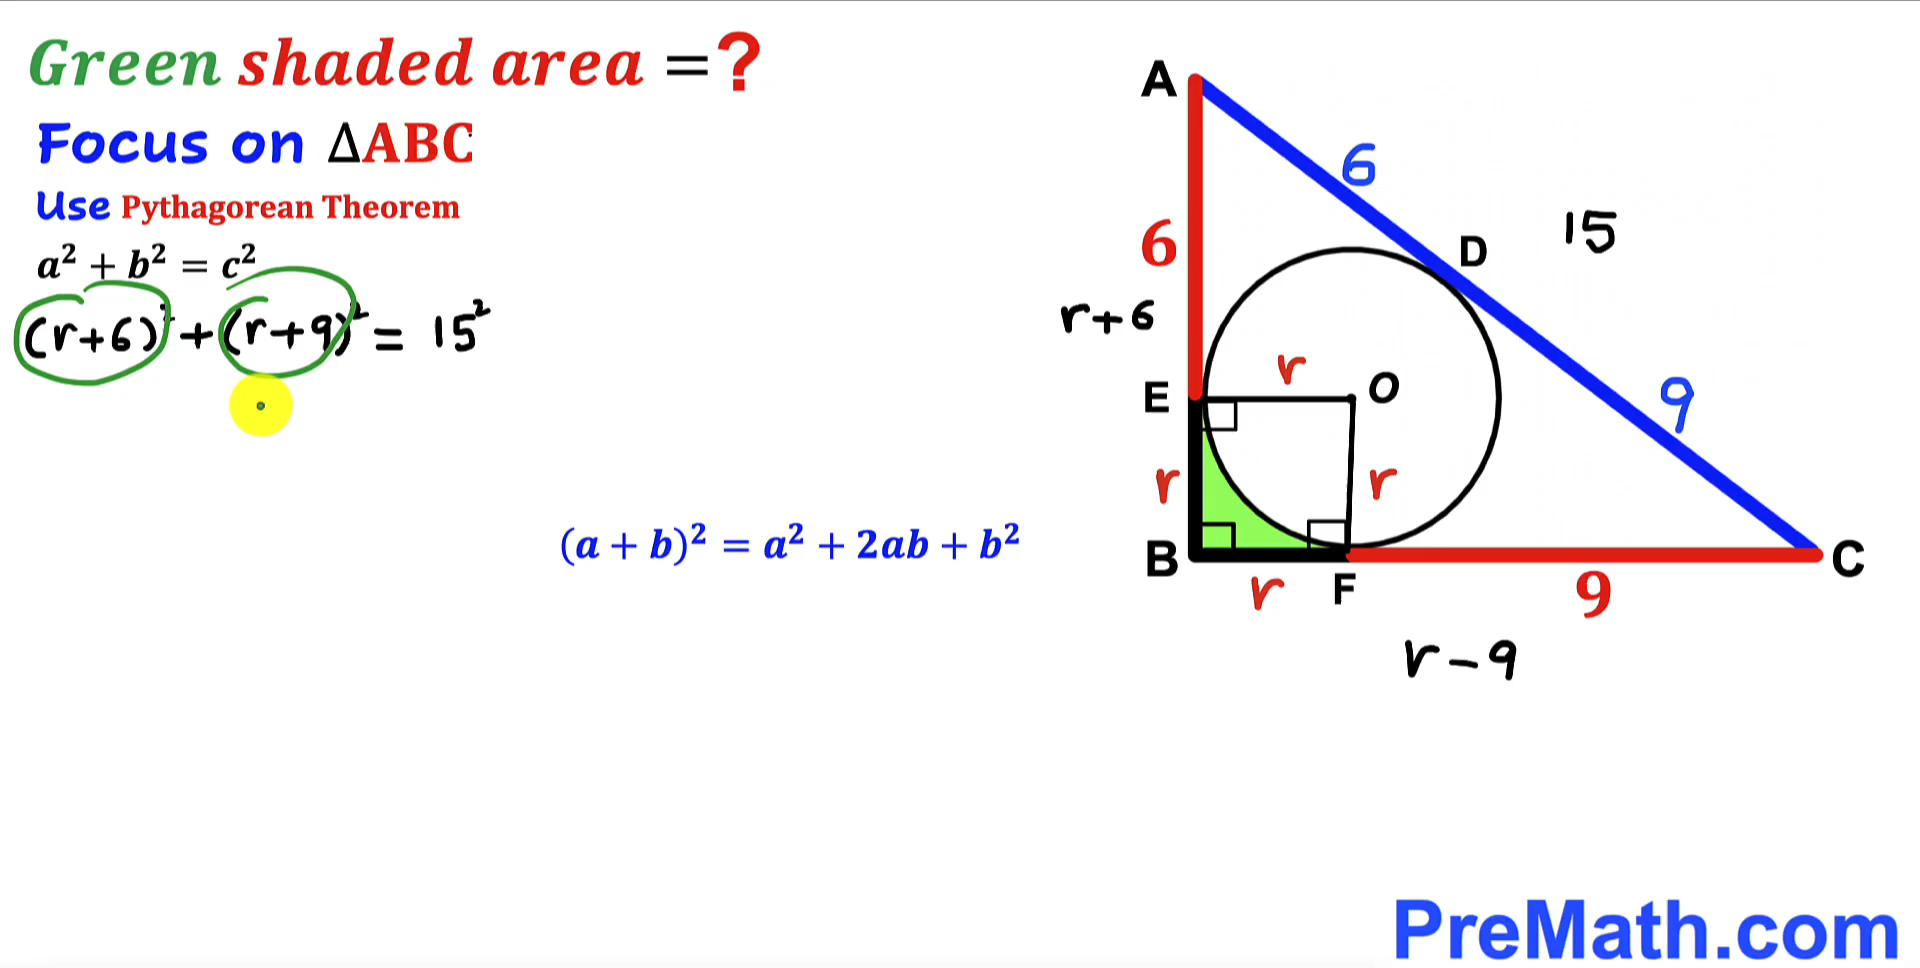 Green shaded area =?
Focus on ΔABC
Use Pythagorean Theorem
a² + b² = c²
(r+6)² + (r+9)² = 15²
(a + b)² = a² + 2ab + b²
A
6
15
6
D
r+6
r
O
E
9
r
r
B
C
r
F
9
r-9
PreMath.com